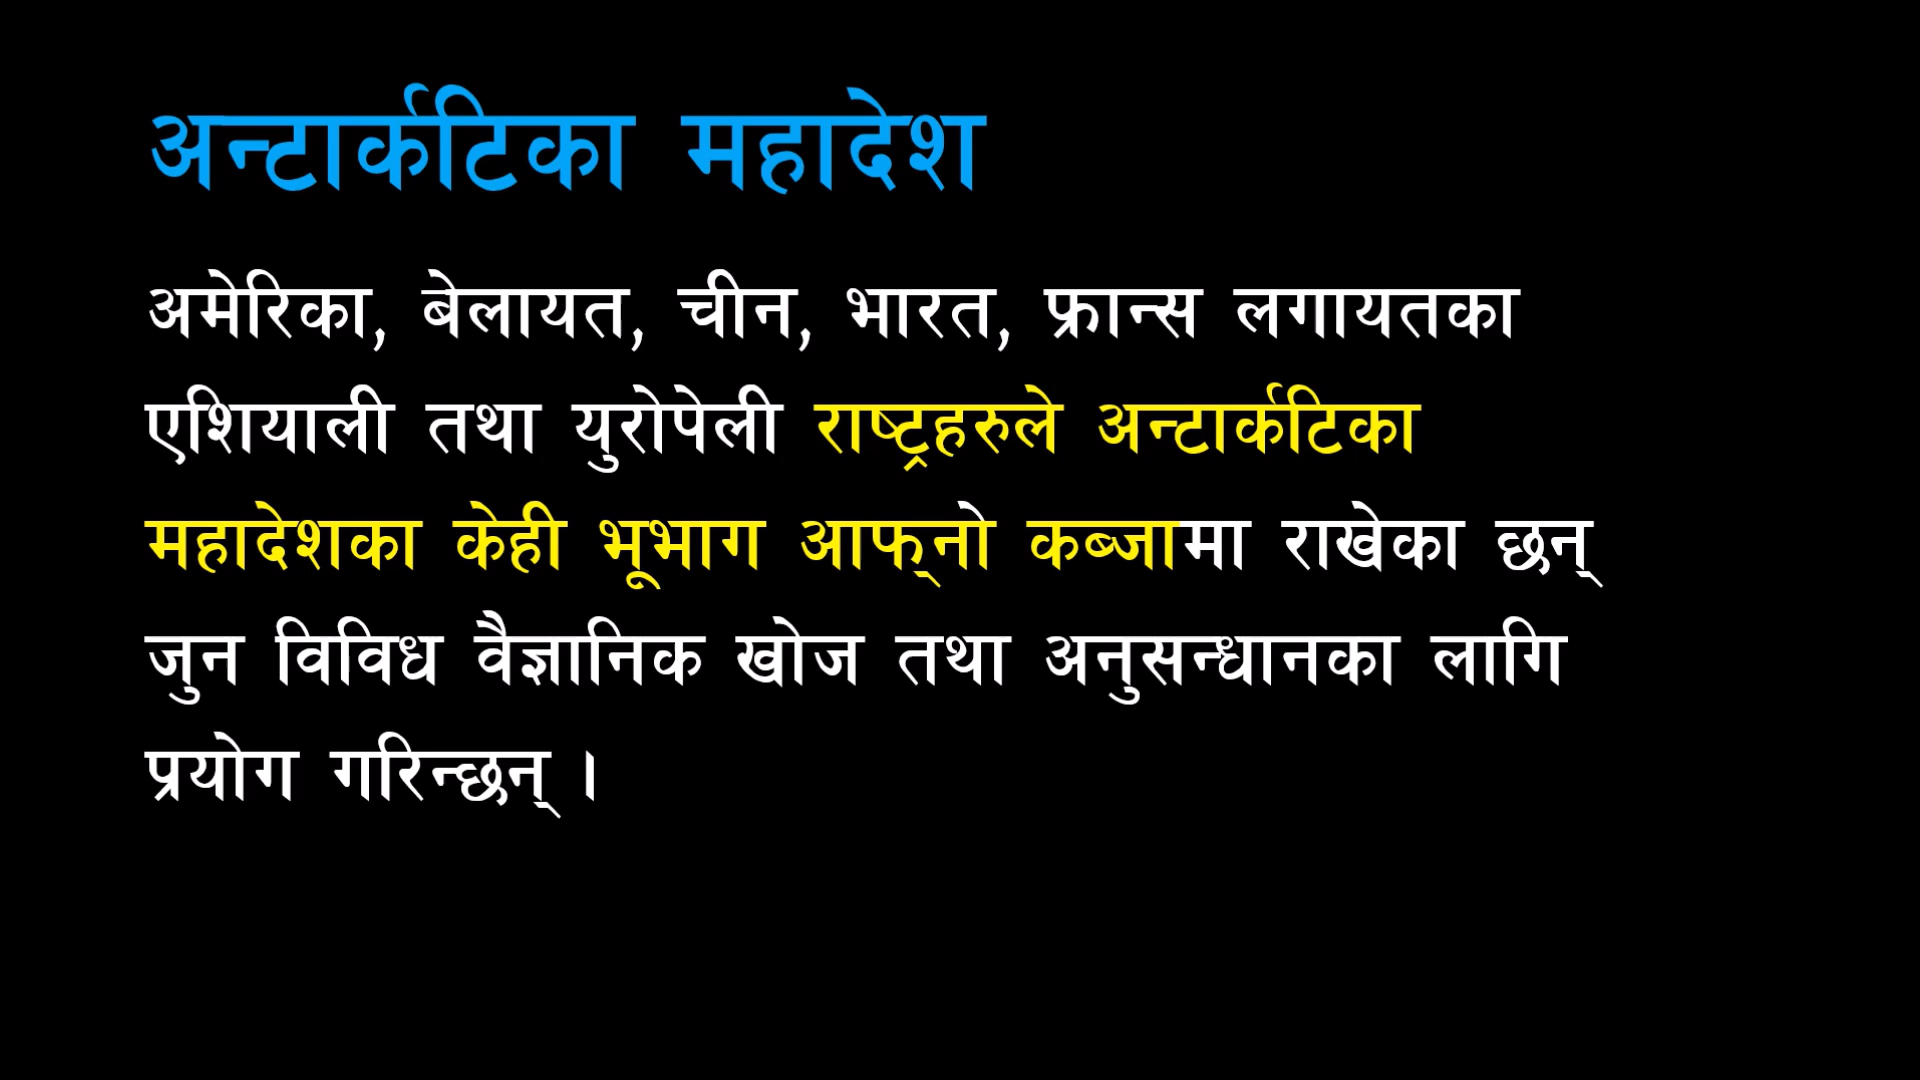 अन्टार्कटिका महादेश
अमेरिका, बेलायत, चीन, भारत, फ्रान्स लगायतका
एशियाली तथा युरोपेली राष्ट्रहरुले अन्टार्कटिका
महादेशका केही भूभाग आफ्नो कब्जामा राखेका छन्
जुन विविध वैज्ञानिक खोज तथा अनुसन्धानका लागि
प्रयोग गरिन्छन् ।